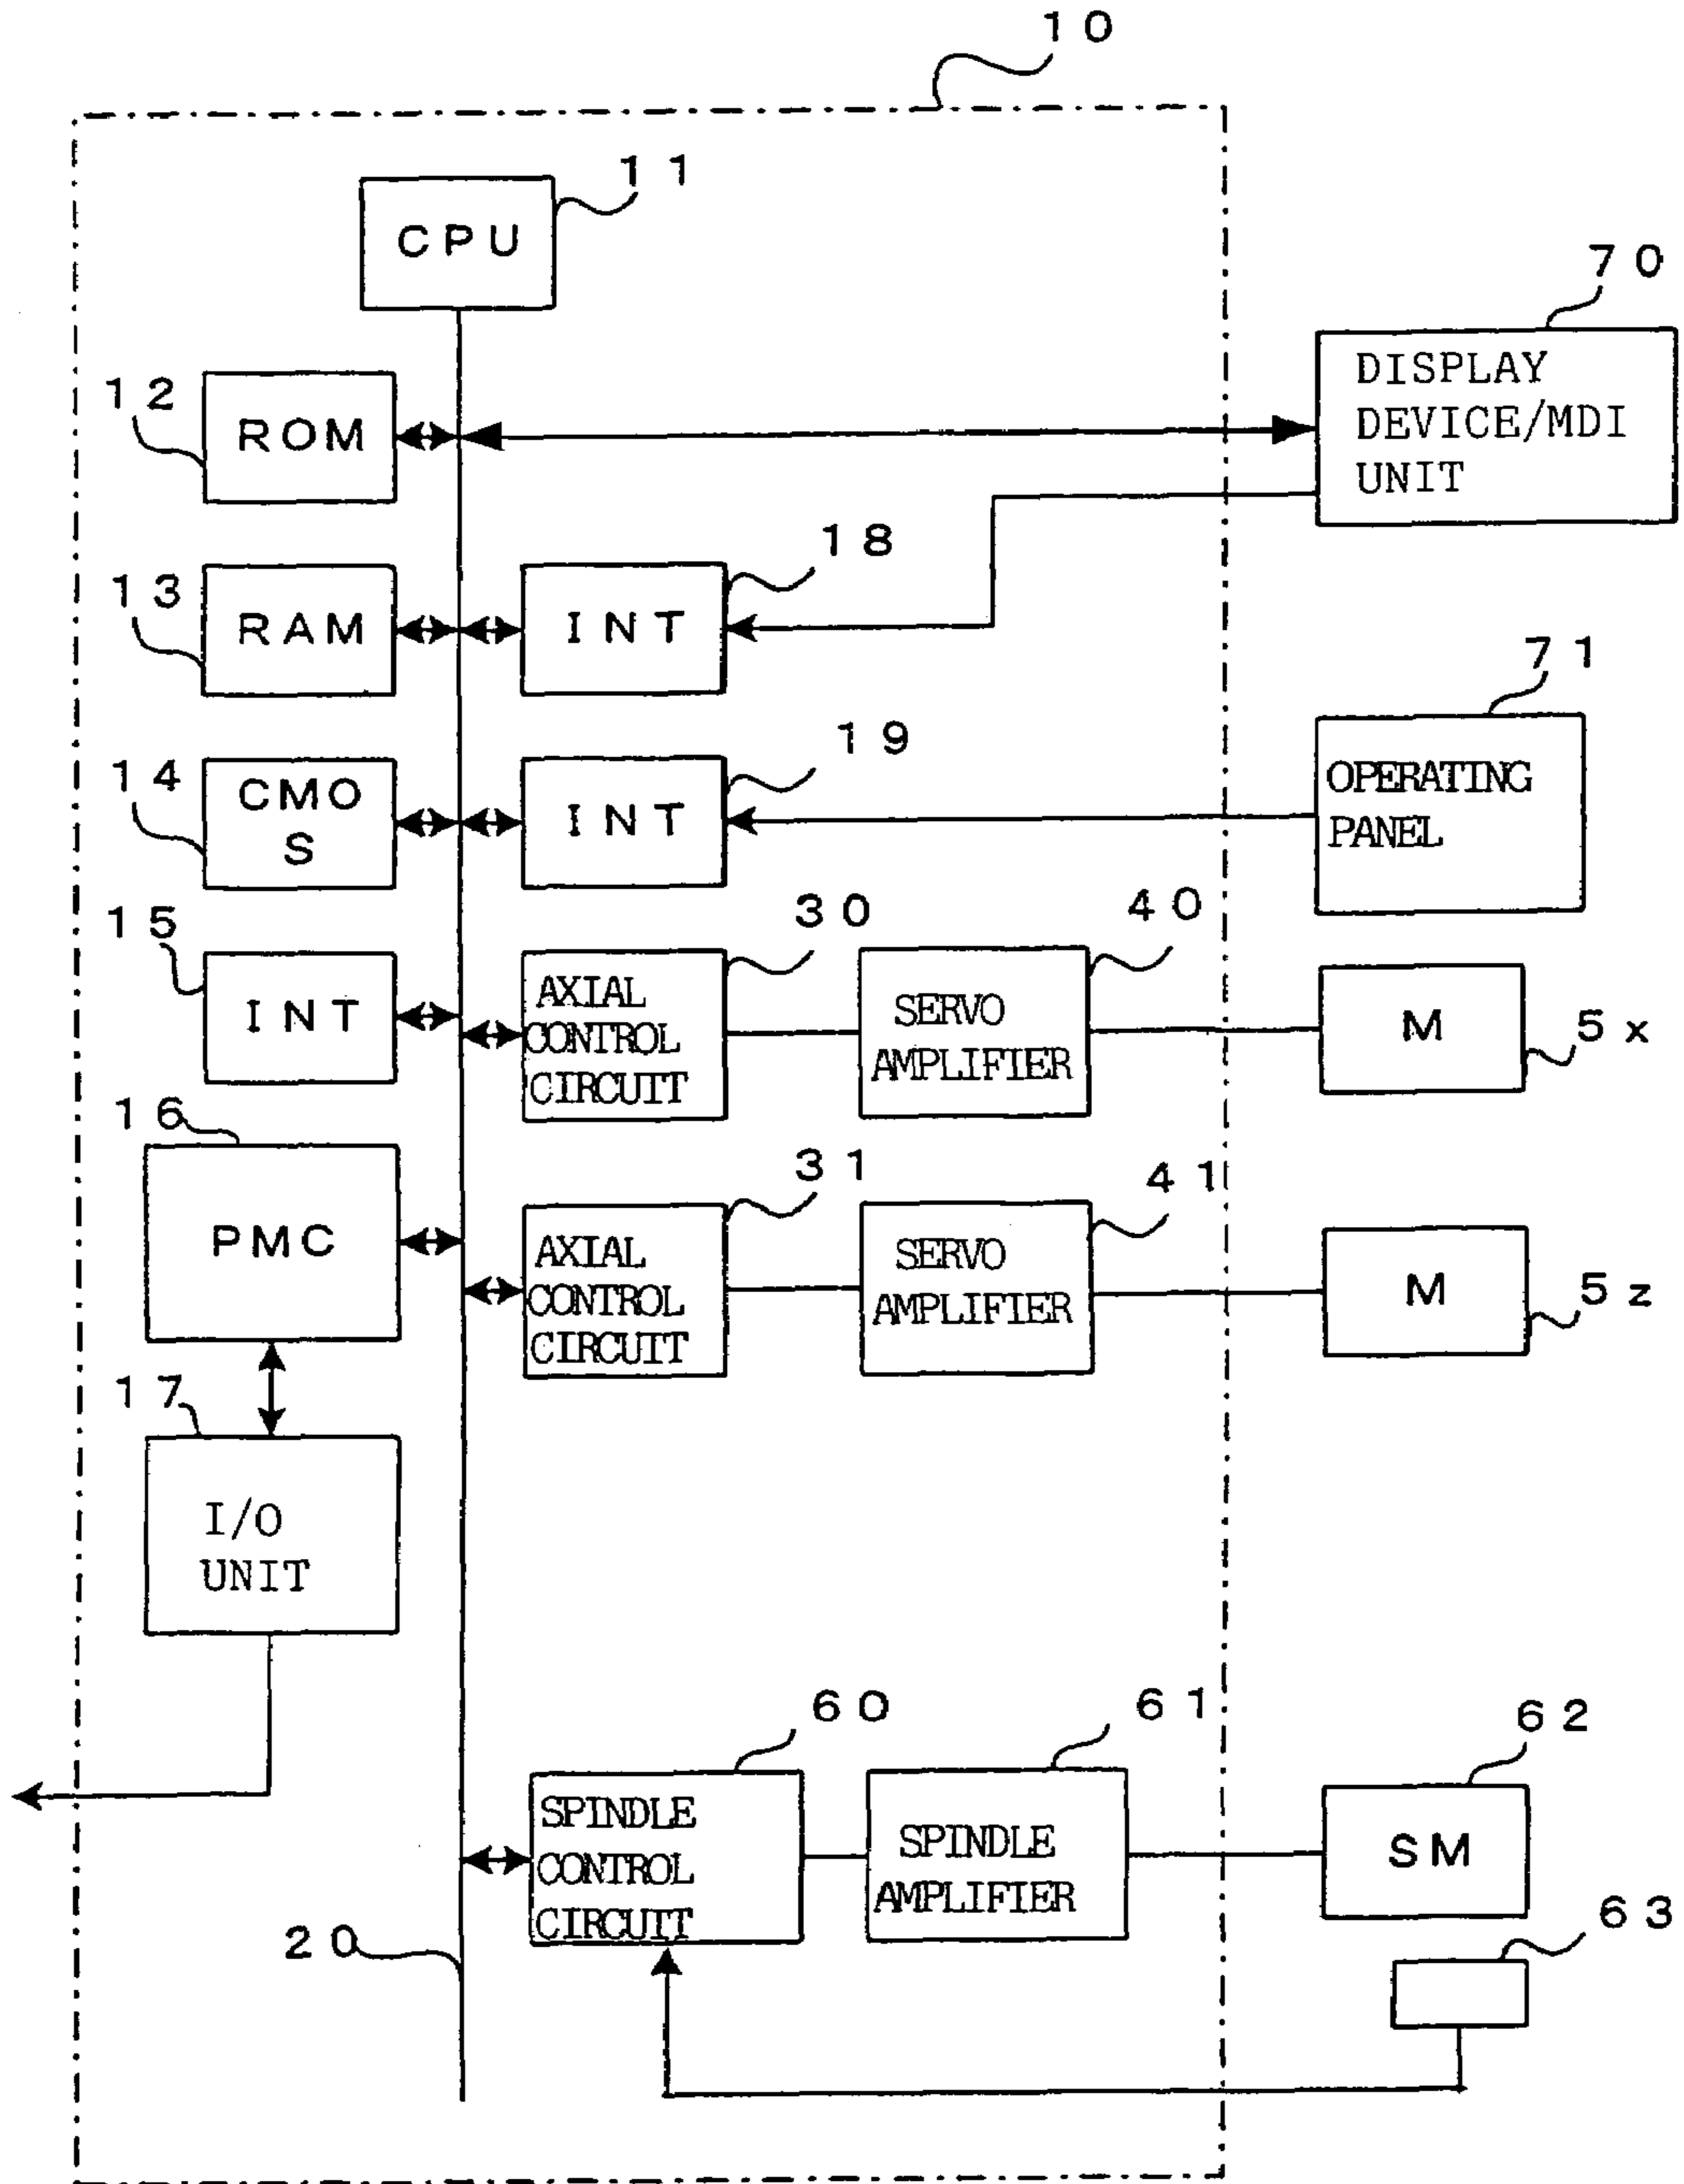 10
11
CPU
70
DISPLAY
DEVICE/MDI
UNIT
12
ROM
18
13
RAM
INT
71
19
14
CMO
S
INT
OPERATING
PANEL
15
30
40
INT
AXIAL
CONTROL
CIRCUIT
SERVO
AMPLIFIER
M
5x
16
31
41
PMC
AXIAL
CONTROL
CIRCUIT
SERVO
AMPLIFIER
M
5z
17
I/O
UNIT
60
61
62
SPINDLE
CONTROL
CIRCUIT
SPINDLE
AMPLIFIER
SM
63
20